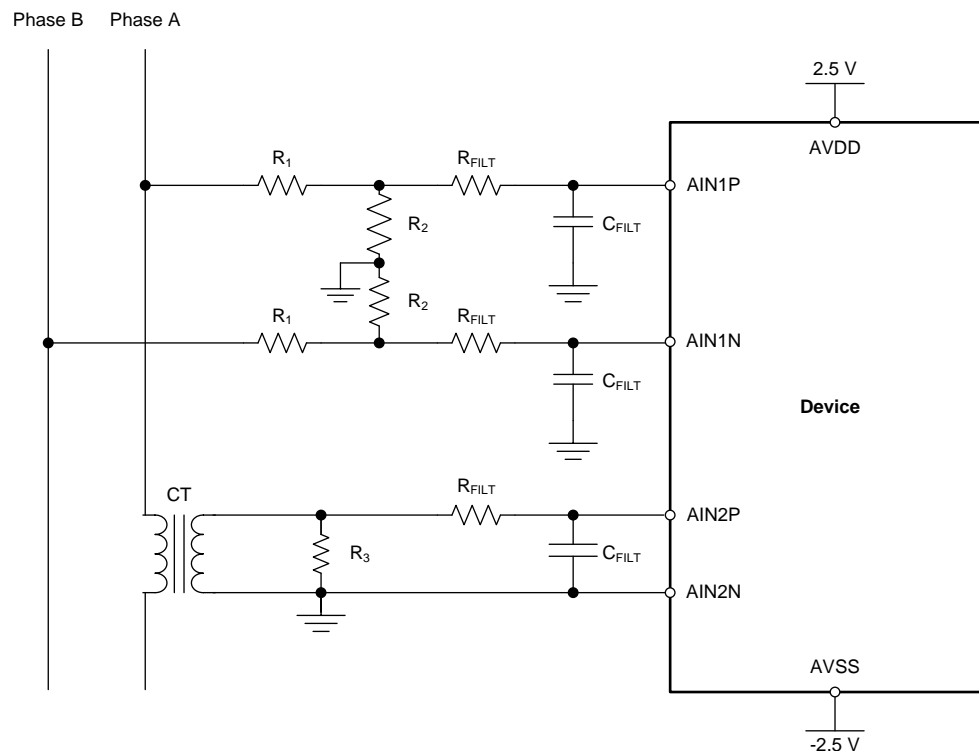 Phase B
Phase A
2.5 V
AVDD
R1
RFILT
AIN1P
R2
CFILT
R2
R1
RFILT
AIN1N
CFILT
Device
CT
RFILT
AIN2P
R3
CFILT
AIN2N
AVSS
-2.5 V